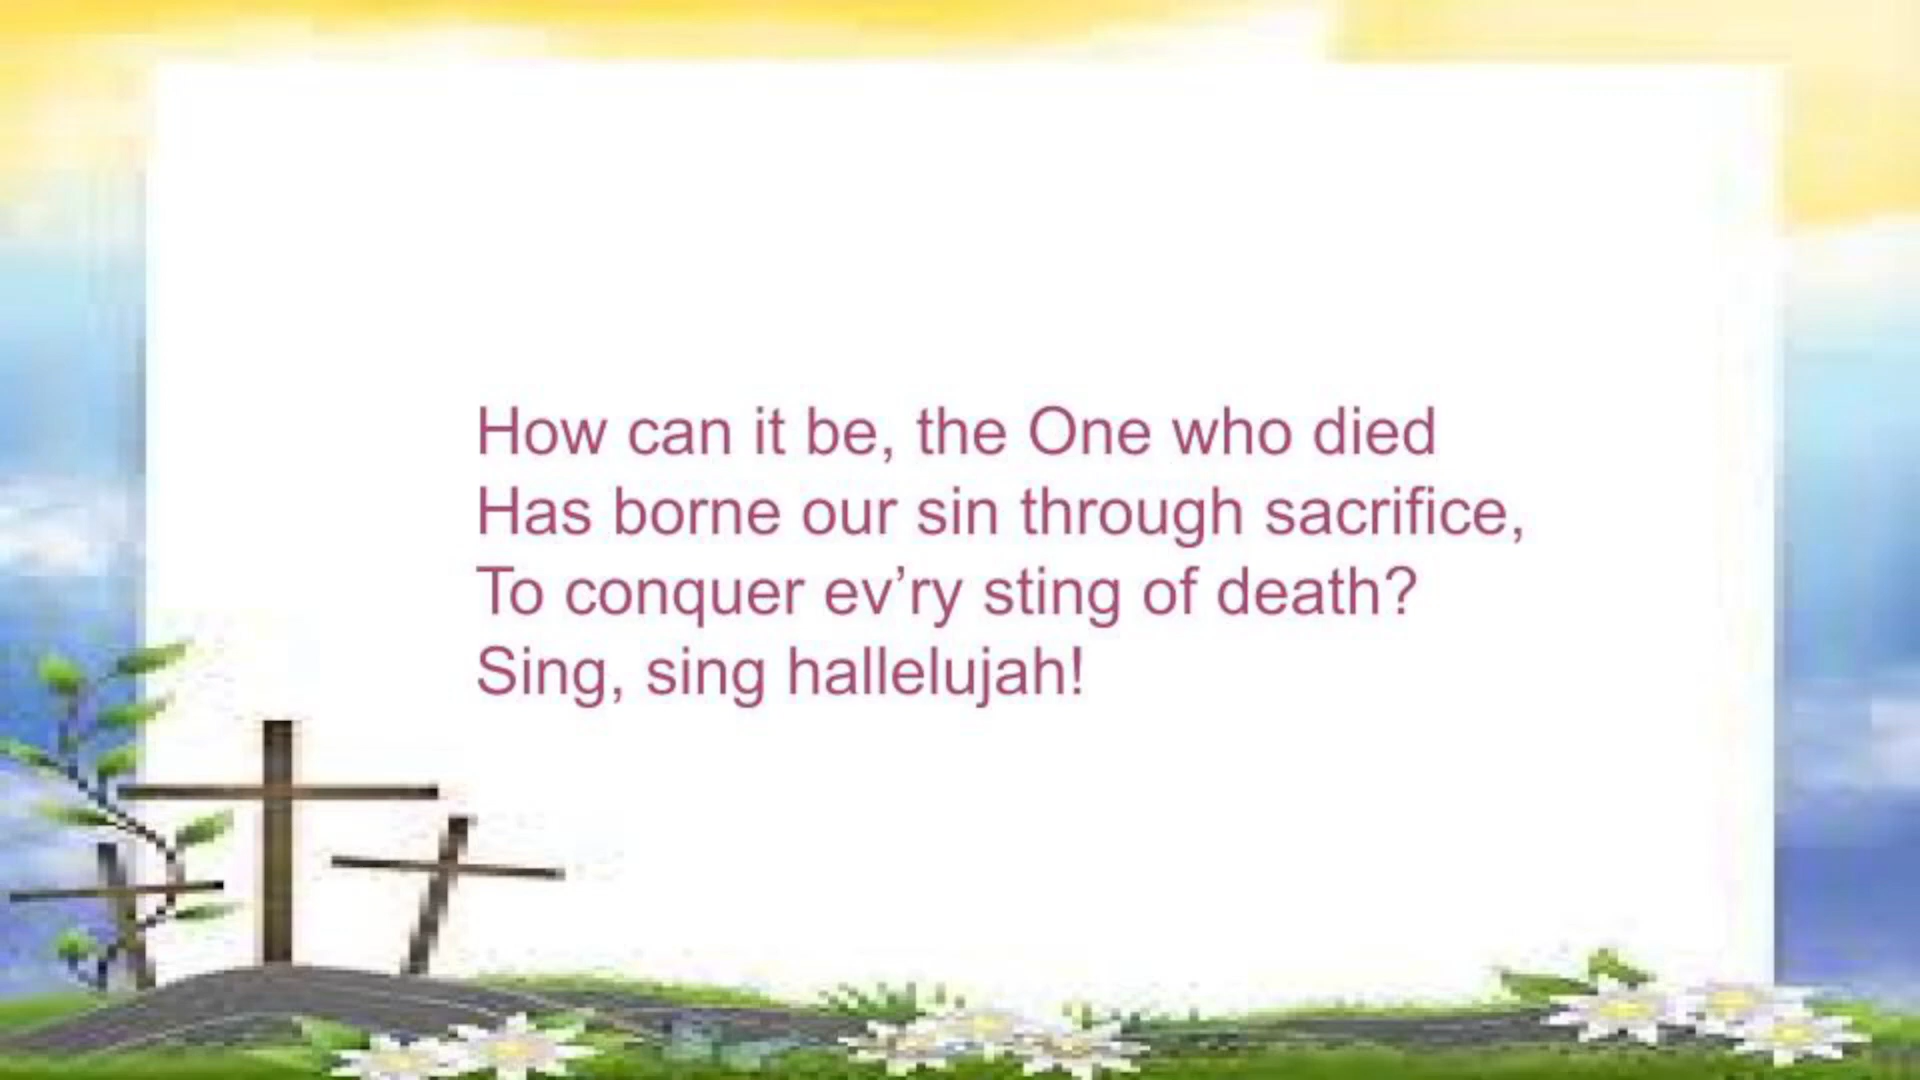 How can it be, the One who died
Has borne our sin through sacrifice,
To conquer ev’ry sting of death?
Sing, sing hallelujah!